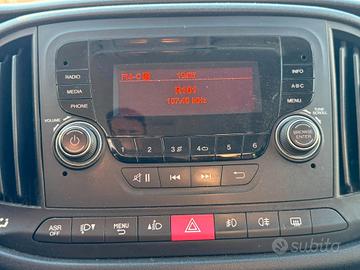 RADIO
MEDIA
PHONE
INFO
A-B-C
MENU
VOLUME
TUNE
SCROLL
BROWSE
ENTER
1 2 3 4 5 6
ASR
OFF
MENU
subito